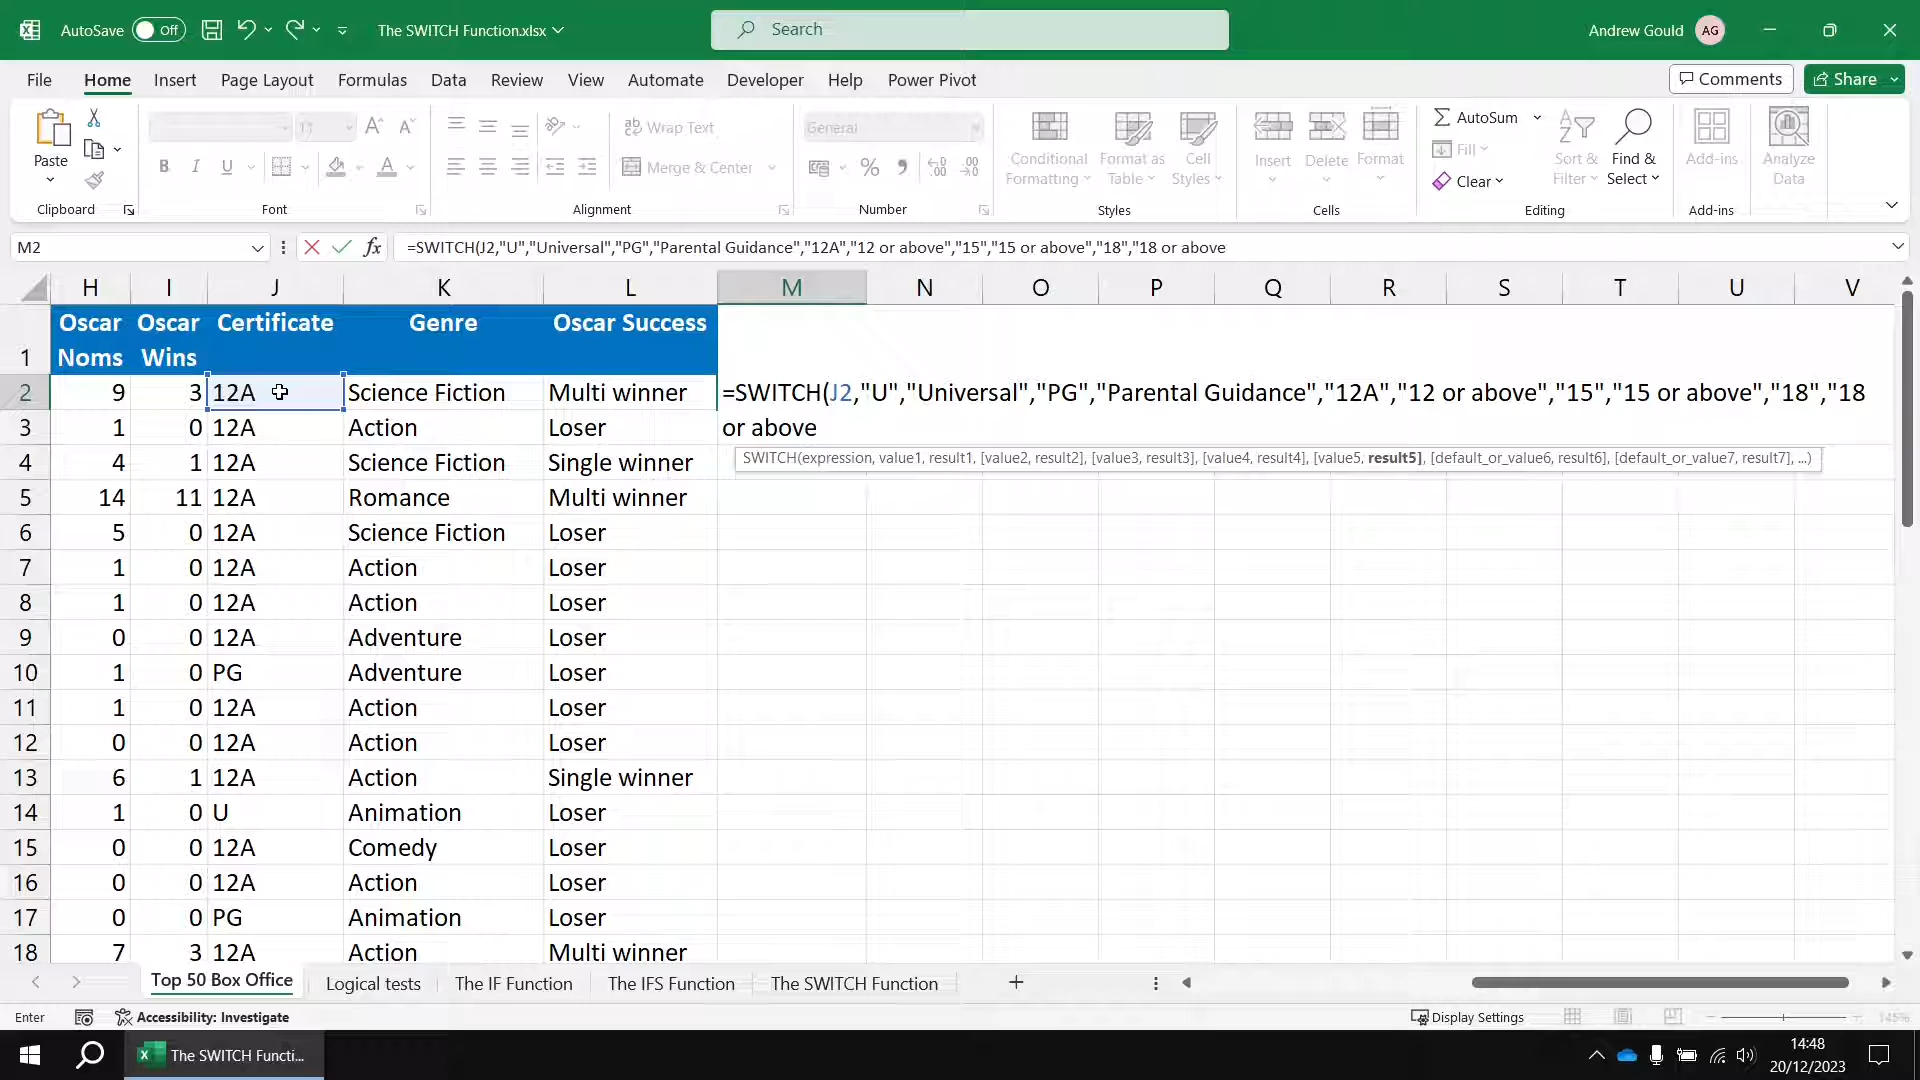 AutoSave Off The SWITCH Function.xlsx Search Andrew Gould AG
File Home Insert Page Layout Formulas Data Review View Automate Developer Help Power Pivot Comments Share
Paste
Clipboard
11
B I U
Font
Wrap Text
Merge & Center
Alignment
General
Number
Conditional Formatting
Format as Table
Cell Styles
Styles
Insert Delete Format
Cells
AutoSum
Fill
Clear
Sort & Filter
Find & Select
Editing
Add-ins
Add-ins
Analyze Data
M2 fx =SWITCH(J2,"U","Universal","PG","Parental Guidance","12A","12 or above","15","15 or above","18","18 or above
H I J K L M N O P Q R S T U V
1 Oscar Noms Oscar Wins Certificate Genre Oscar Success
2 9 3 12A Science Fiction Multi winner =SWITCH(J2,"U","Universal","PG","Parental Guidance","12A","12 or above","15","15 or above","18","18
3 1 0 12A Action Loser or above
4 4 1 12A Science Fiction Single winner SWITCH(expression, value1, result1, [value2, result2], [value3, result3], [value4, result4], [value5, result5], [default_or_value6, result6], [default_or_value7, result7], ...)
5 14 11 12A Romance Multi winner
6 5 0 12A Science Fiction Loser
7 1 0 12A Action Loser
8 1 0 12A Action Loser
9 0 0 12A Adventure Loser
10 1 0 PG Adventure Loser
11 1 0 12A Action Loser
12 0 0 12A Action Loser
13 6 1 12A Action Single winner
14 1 0 U Animation Loser
15 0 0 12A Comedy Loser
16 0 0 12A Action Loser
17 0 0 PG Animation Loser
18 7 3 12A Action Multi winner
Top 50 Box Office Logical tests The IF Function The IFS Function The SWITCH Function
Enter Accessibility: Investigate Display Settings 145%
The SWITCH Functi... 14:48
20/12/2023